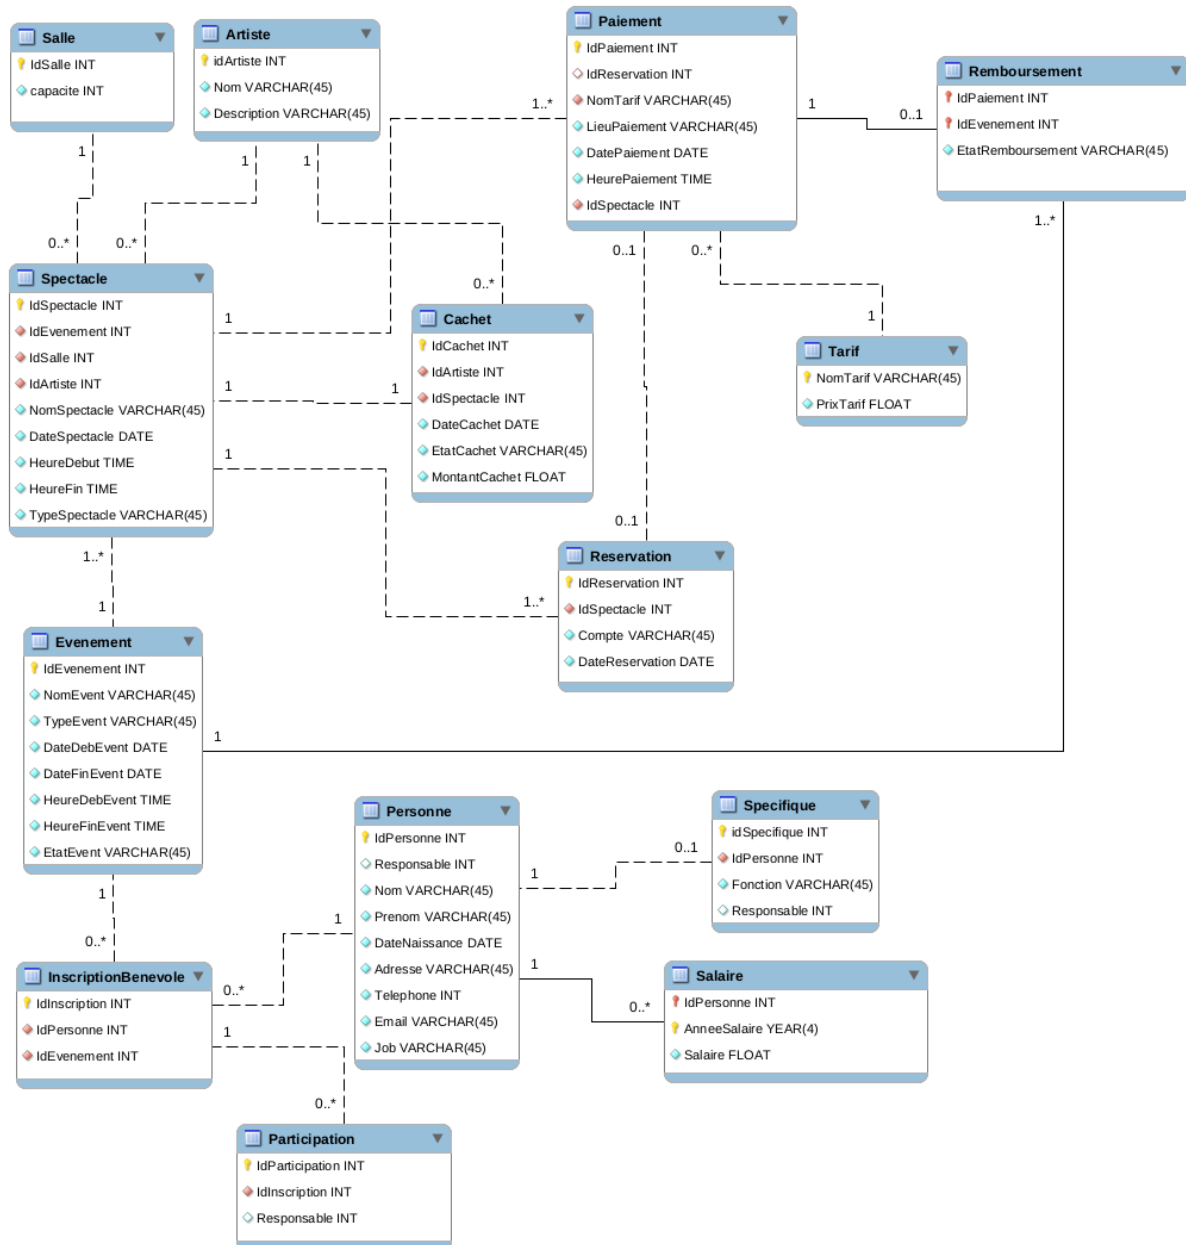 Salle
IdSalle INT
capacite INT
Artiste
idArtiste INT
Nom VARCHAR(45)
Description VARCHAR(45)
Paiement
IdPaiement INT
IdReservation INT
NomTarif VARCHAR(45)
LieuPaiement VARCHAR(45)
DatePaiement DATE
HeurePaiement TIME
IdSpectacle INT
Remboursement
IdPaiement INT
IdEvenement INT
EtatRemboursement VARCHAR(45)
1..*
1
0..1
1
1
1
1..*
0..*
0..*
0..*
0..1
0..*
1
Spectacle
IdSpectacle INT
IdEvenement INT
IdSalle INT
IdArtiste INT
NomSpectacle VARCHAR(45)
DateSpectacle DATE
HeureDebut TIME
HeureFin TIME
TypeSpectacle VARCHAR(45)
1
1
1
1
Cachet
IdCachet INT
IdArtiste INT
IdSpectacle INT
DateCachet DATE
EtatCachet VARCHAR(45)
MontantCachet FLOAT
Tarif
NomTarif VARCHAR(45)
PrixTarif FLOAT
0..1
1..*
1..*
1
Reservation
IdReservation INT
IdSpectacle INT
Compte VARCHAR(45)
DateReservation DATE
Evenement
IdEvenement INT
NomEvent VARCHAR(45)
TypeEvent VARCHAR(45)
DateDebEvent DATE
DateFinEvent DATE
HeureDebEvent TIME
HeureFinEvent TIME
EtatEvent VARCHAR(45)
1
1
0..*
Personne
IdPersonne INT
Responsable INT
Nom VARCHAR(45)
Prenom VARCHAR(45)
DateNaissance DATE
Adresse VARCHAR(45)
Telephone INT
Email VARCHAR(45)
Job VARCHAR(45)
1
0..1
1
1
0..*
0..*
Specifique
idSpecifique INT
IdPersonne INT
Fonction VARCHAR(45)
Responsable INT
InscriptionBenevole
IdInscription INT
IdPersonne INT
IdEvenement INT
1
0..*
Salaire
IdPersonne INT
AnneeSalaire YEAR(4)
Salaire FLOAT
Participation
IdParticipation INT
IdInscription INT
Responsable INT